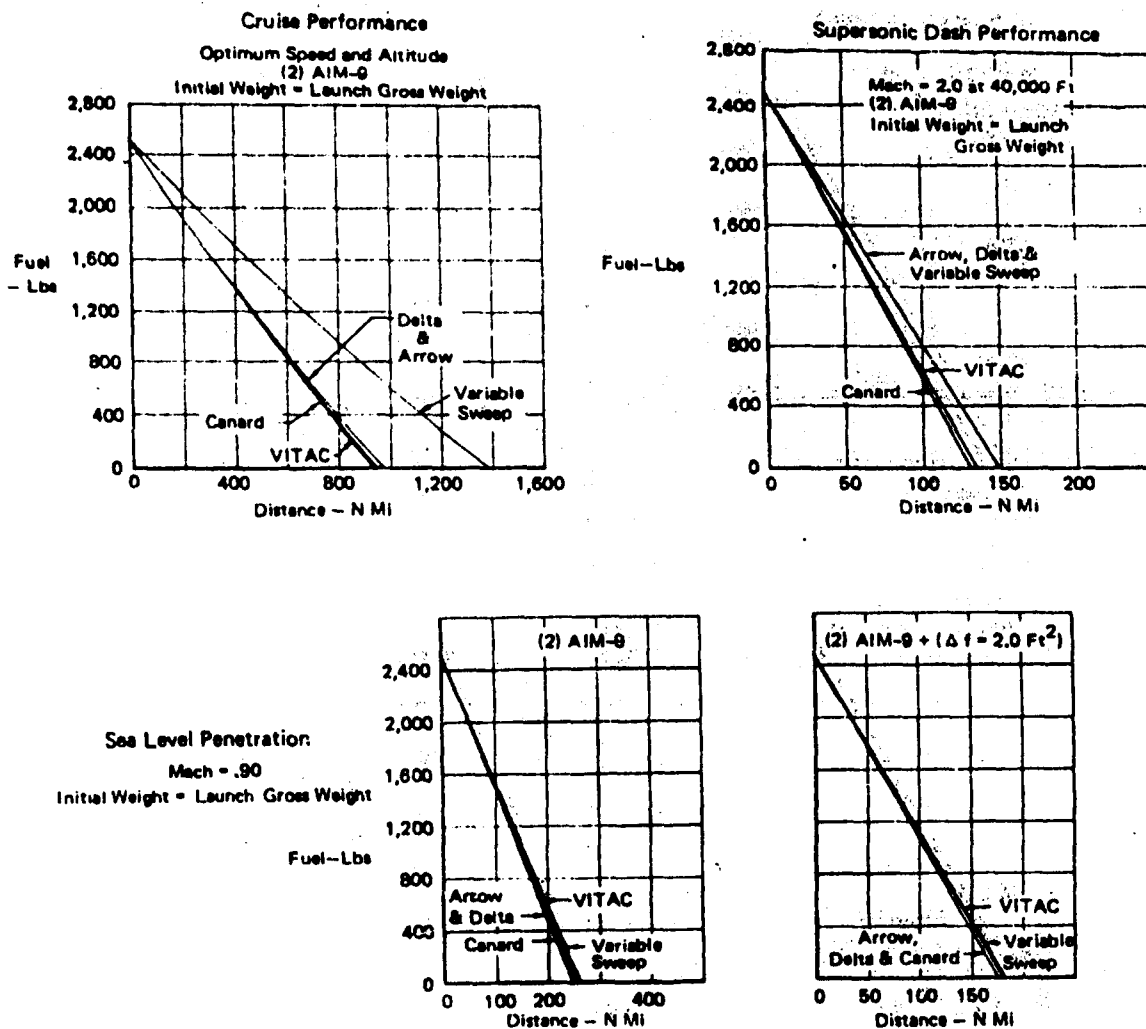 Cruise Performance
Optimum Speed and Altitude
(2) AIM-9
Initial Weight = Launch Gross Weight
2,800
2,400
2,000
1,600
1,200
800
400
0
Fuel
- Lbs
Delta
&
Arrow
Canard
VITAC
Variable
Sweep
0 400 800 1,200 1,600
Distance - N Mi
Supersonic Dash Performance
Mach = 2.0 at 40,000 Ft
(2) AIM-9
Initial Weight = Launch
Gross Weight
2,800
2,400
2,000
1,600
1,200
800
400
0
Fuel-Lbs
Arrow, Delta &
Variable Sweep
VITAC
Canard
0 50 100 150 200
Distance - N Mi
Sea Level Penetration
Mach = .90
Initial Weight = Launch Gross Weight
Fuel-Lbs
(2) AIM-9
2,400
2,000
1,600
1,200
800
400
0
Arrow
& Delta
VITAC
Canard
Variable
Sweep
0 100 200 400
Distance - N Mi
(2) AIM-9 + (Δ f = 2.0 Ft²)
VITAC
Arrow,
Delta & Canard
Variable
Sweep
0 50 150
Distance - N Mi